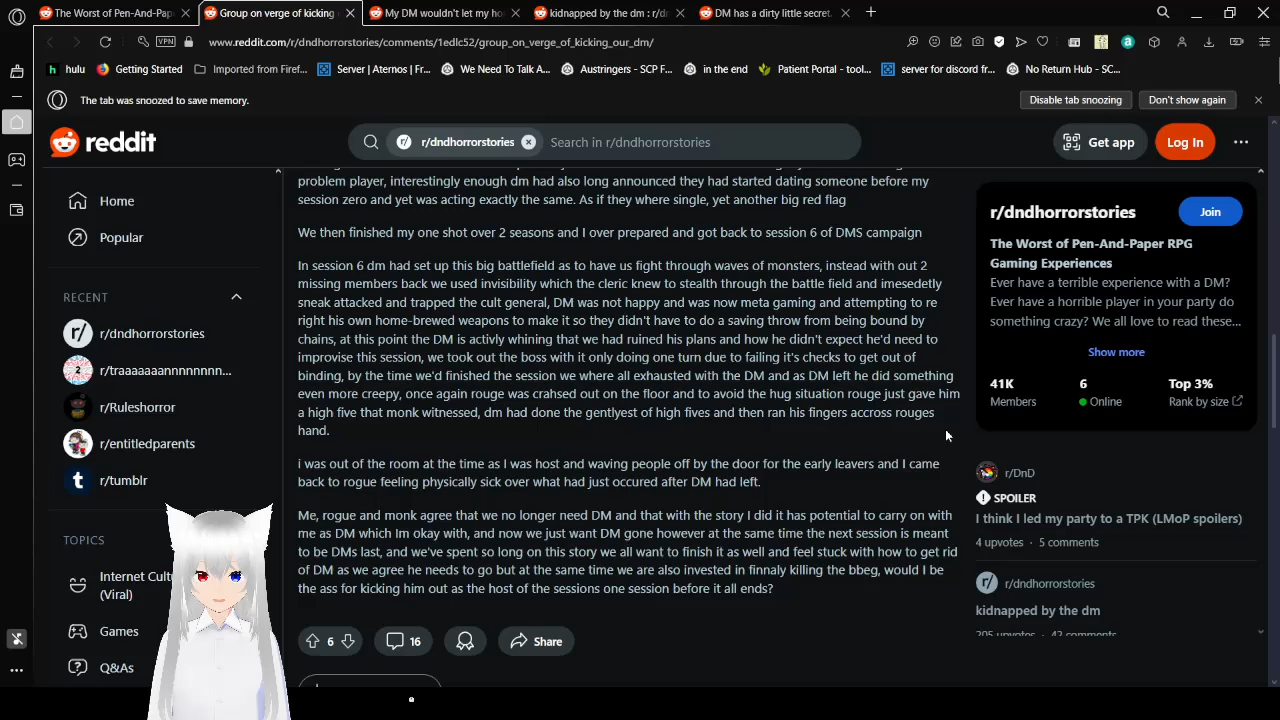 The Worst of Pen-And-Pape
Group on verge of kicking
My DM wouldn't let my ho
kidnapped by the dm : r/d
DM has a dirty little secret.
VPN
www.reddit.com/r/dndhorrorstories/comments/1edlc52/group_on_verge_of_kicking_our_dm/
hulu
Getting Started
Imported from Firef...
Server | Aternos | Fr...
We Need To Talk A...
Austringers - SCP F...
in the end
Patient Portal - tool...
server for discord fr...
No Return Hub - SC...
The tab was snoozed to save memory.
Disable tab snoozing
Don't show again
reddit
r/dndhorrorstories
Search in r/dndhorrorstories
Get app
Log In
Home
Popular
RECENT
r/dndhorrorstories
r/traaaaaaannnnnnnn...
r/Ruleshorror
r/entitledparents
r/tumblr
TOPICS
Internet Cult
(Viral)
Games
Q&As
problem player, interestingly enough dm had also long announced they had started dating someone before my
session zero and yet was acting exactly the same. As if they where single, yet another big red flag
We then finished my one shot over 2 seasons and I over prepared and got back to session 6 of DMS campaign
In session 6 dm had set up this big battlefield as to have us fight through waves of monsters, instead with out 2
missing members back we used invisibility which the cleric knew to stealth through the battle field and imesedtely
sneak attacked and trapped the cult general, DM was not happy and was now meta gaming and attempting to re
right his own home-brewed weapons to make it so they didn't have to do a saving throw from being bound by
chains, at this point the DM is activly whining that we had ruined his plans and how he didn't expect he'd need to
improvise this session, we took out the boss with it only doing one turn due to failing it's checks to get out of
binding, by the time we'd finished the session we where all exhausted with the DM and as DM left he did something
even more creepy, once again rouge was crahsed out on the floor and to avoid the hug situation rouge just gave him
a high five that monk witnessed, dm had done the gentlyest of high fives and then ran his fingers accross rouges
hand.
i was out of the room at the time as I was host and waving people off by the door for the early leavers and I came
back to rogue feeling physically sick over what had just occured after DM had left.
Me, rogue and monk agree that we no longer need DM and that with the story I did it has potential to carry on with
me as DM which Im okay with, and now we just want DM gone however at the same time the next session is meant
to be DMs last, and we've spent so long on this story we all want to finish it as well and feel stuck with how to get rid
of DM as we agree he needs to go but at the same time we are also invested in finnaly killing the bbeg, would I be
the ass for kicking him out as the host of the sessions one session before it all ends?
6
16
Share
r/dndhorrorstories
Join
The Worst of Pen-And-Paper RPG
Gaming Experiences
Ever have a terrible experience with a DM?
Ever have a horrible player in your party do
something crazy? We all love to read these...
Show more
41K
6
Top 3%
Members
Online
Rank by size
r/DnD
SPOILER
I think I led my party to a TPK (LMoP spoilers)
4 upvotes · 5 comments
r/dndhorrorstories
kidnapped by the dm
205 upvotes · 42 comments